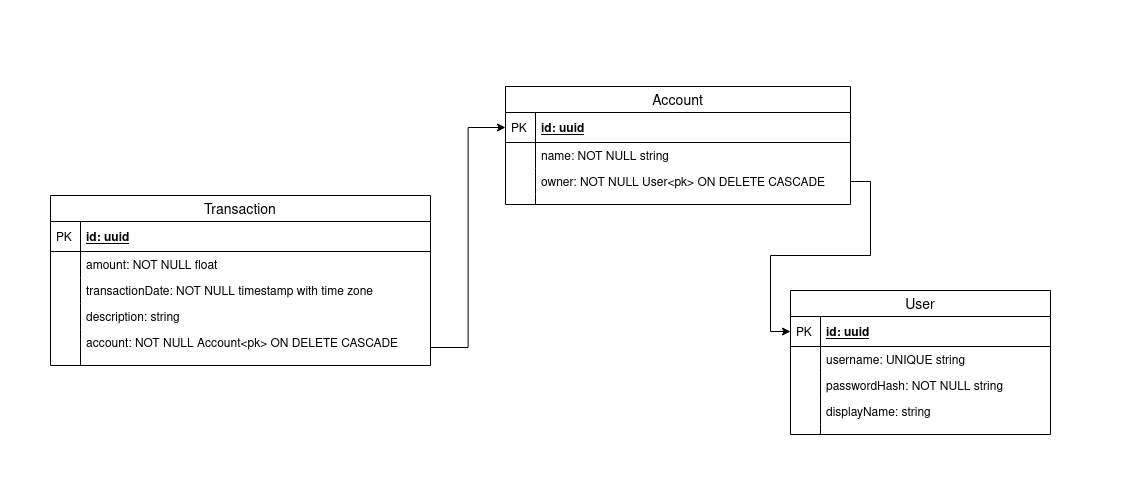 Account
PK
id: uuid
name: NOT NULL string
owner: NOT NULL User<pk> ON DELETE CASCADE
Transaction
PK
id: uuid
amount: NOT NULL float
transactionDate: NOT NULL timestamp with time zone
description: string
account: NOT NULL Account<pk> ON DELETE CASCADE
User
PK
id: uuid
username: UNIQUE string
passwordHash: NOT NULL string
displayName: string